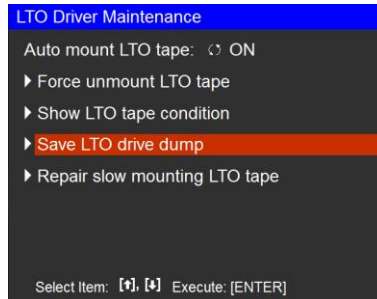 LTO Driver Maintenance
Auto mount LTO tape: ON
Force unmount LTO tape
Show LTO tape condition
Save LTO drive dump
Repair slow mounting LTO tape
Select Item: [↑], [↓] Execute: [ENTER]